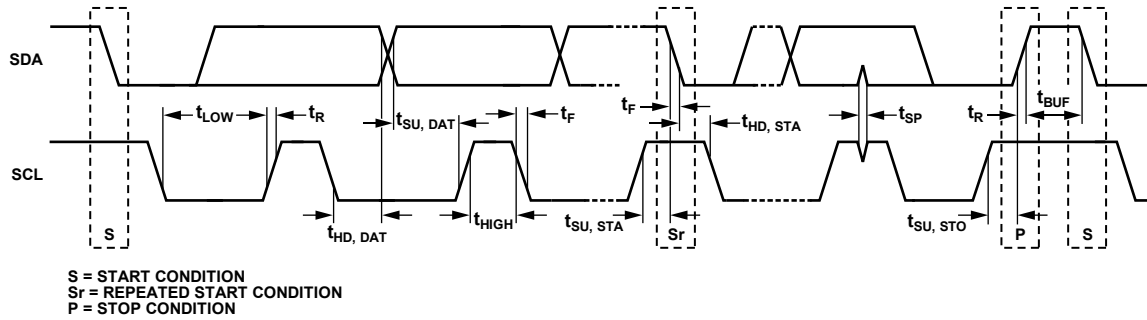 SDA
tLOW
tR
tSU, DAT
tF
tF
tHD, STA
tSP
tR
tBUF
SCL
S
tHD, DAT
tHIGH
tSU, STA
Sr
tSU, STO
P
S
S = START CONDITION
Sr = REPEATED START CONDITION
P = STOP CONDITION